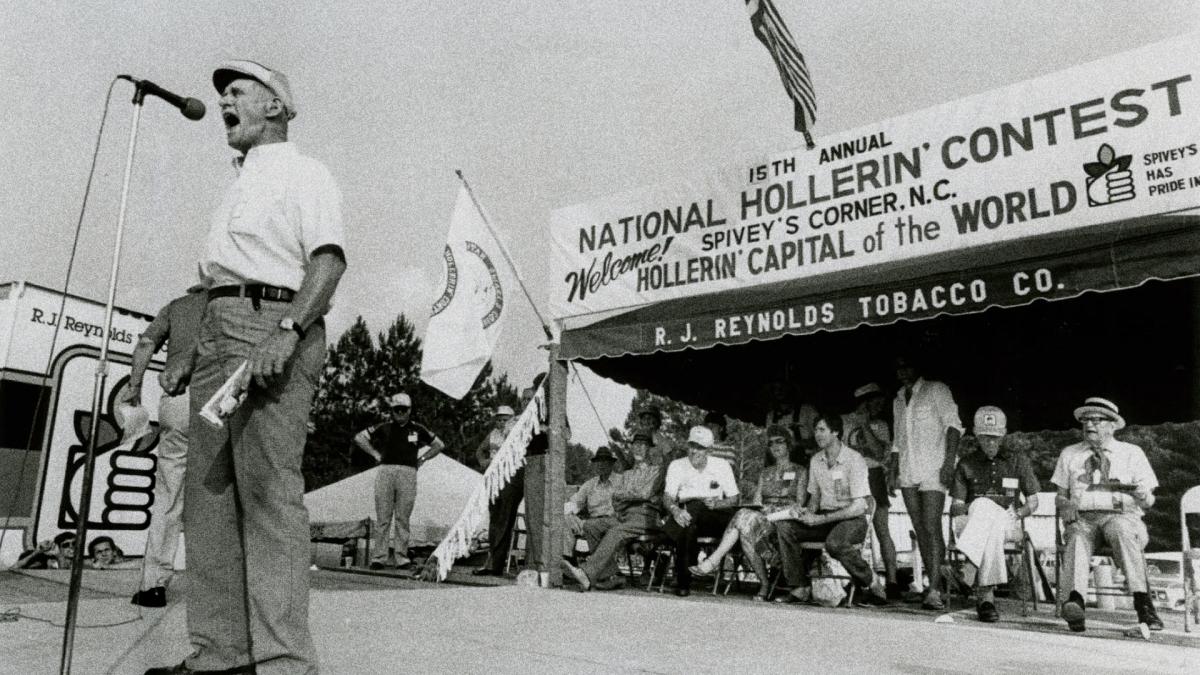 15TH ANNUAL
NATIONAL HOLLERIN' CONTEST
SPIVEY'S CORNER, N.C.
Welcome!
HOLLERIN' CAPITAL of the WORLD
SPIVEY'S
HAS
PRIDE IN
R. J. REYNOLDS TOBACCO CO.
R.J. Reynolds